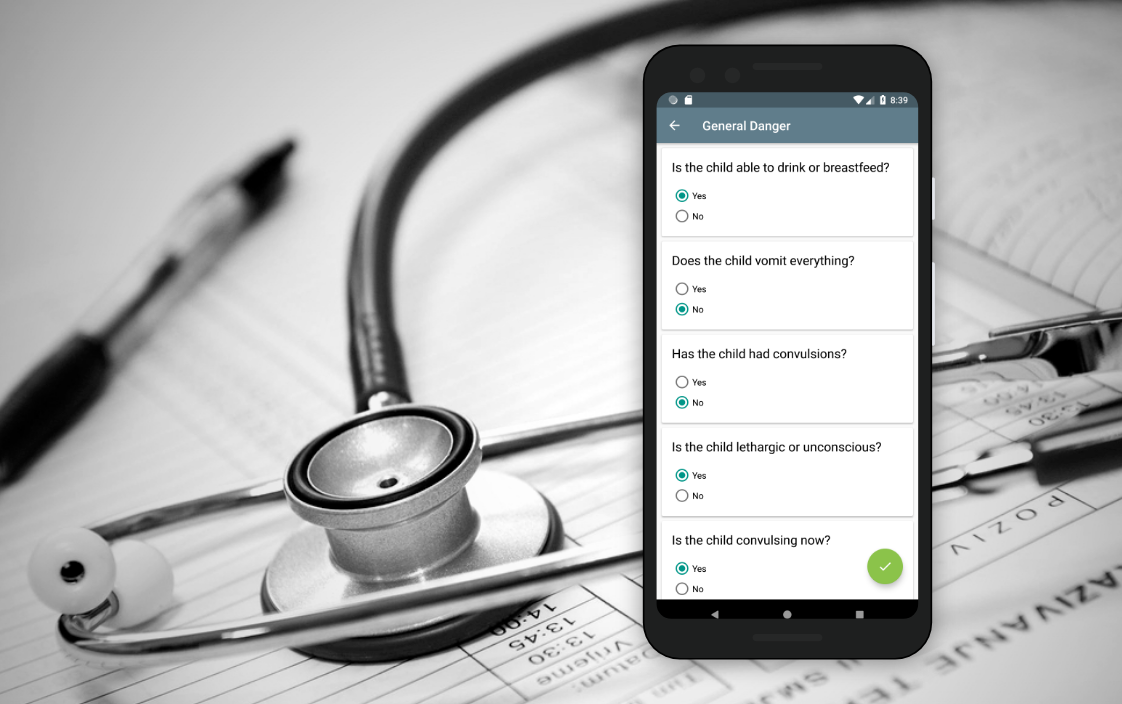 8:39
General Danger
Is the child able to drink or breastfeed?
Yes
No
Does the child vomit everything?
Yes
No
Has the child had convulsions?
Yes
No
Is the child lethargic or unconscious?
Yes
No
Is the child convulsing now?
Yes
No
13:45
13:30
POZIV
14:00
13:45
13:30
Vrijeme
Datum: